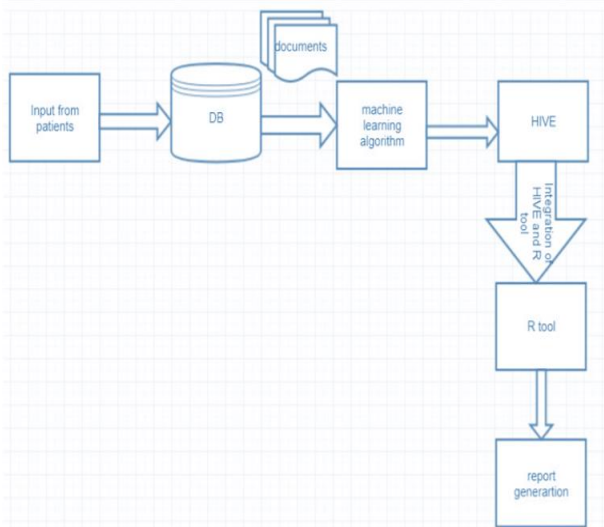 documents
Input from
patients
DB
machine
learning
algorithm
HIVE
Integration of
HIVE and R
tool
R tool
report
generartion